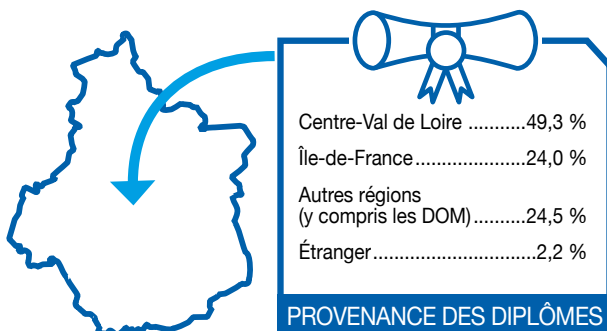 Centre-Val de Loire ...........49,3 %
Île-de-France......................24,0 %
Autres régions
(y compris les DOM)..........24,5 %
Étranger.................................2,2 %
PROVENANCE DES DIPLÔMES